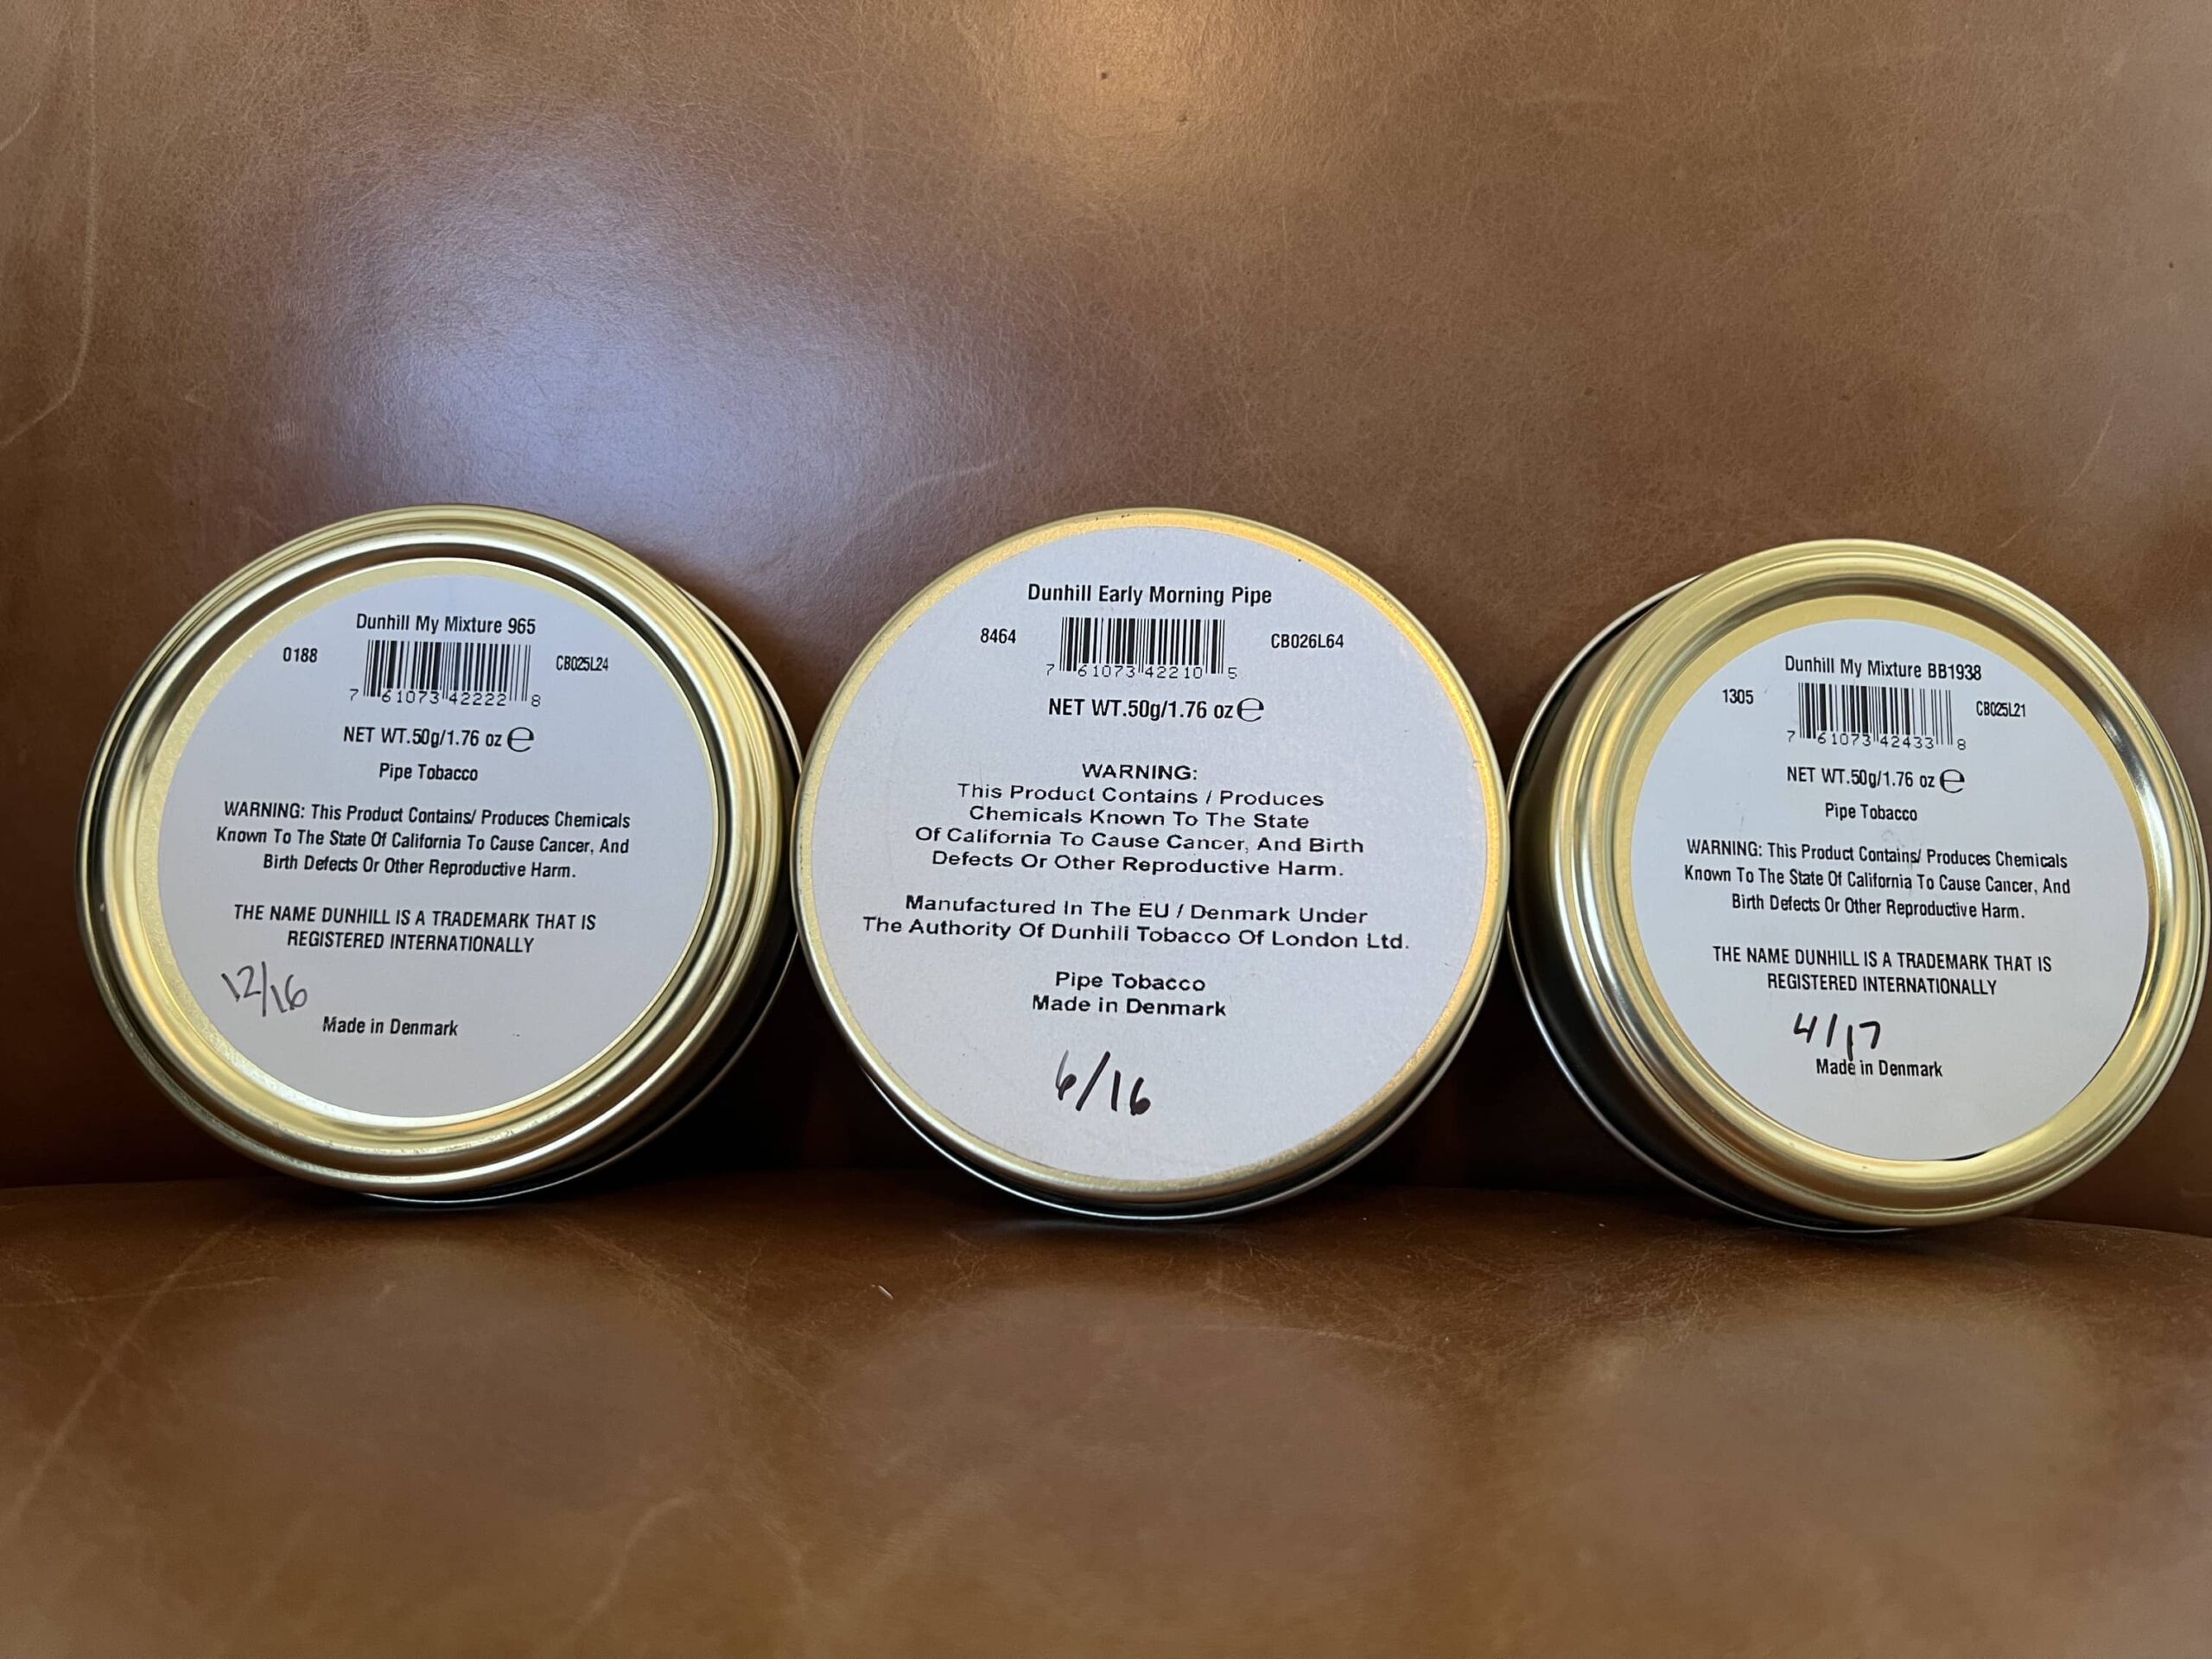 Dunhill My Mixture 965
0188
CB025L24
7 61073 42222 8
NET WT.50g/1.76 oz ℮
Pipe Tobacco
WARNING: This Product Contains/ Produces Chemicals
Known To The State Of California To Cause Cancer, And
Birth Defects Or Other Reproductive Harm.
THE NAME DUNHILL IS A TRADEMARK THAT IS
REGISTERED INTERNATIONALLY
12/16
Made in Denmark
Dunhill Early Morning Pipe
8464
CB026L64
7 61073 42210 5
NET WT.50g/1.76 oz ℮
WARNING:
This Product Contains / Produces
Chemicals Known To The State
Of California To Cause Cancer, And Birth
Defects Or Other Reproductive Harm.
Manufactured In The EU / Denmark Under
The Authority Of Dunhill Tobacco Of London Ltd.
Pipe Tobacco
Made in Denmark
6/16
Dunhill My Mixture BB1938
1305
CB025L21
7 61073 42433 8
NET WT.50g/1.76 oz ℮
Pipe Tobacco
WARNING: This Product Contains/ Produces Chemicals
Known To The State Of California To Cause Cancer, And
Birth Defects Or Other Reproductive Harm.
THE NAME DUNHILL IS A TRADEMARK THAT IS
REGISTERED INTERNATIONALLY
4/17
Made in Denmark